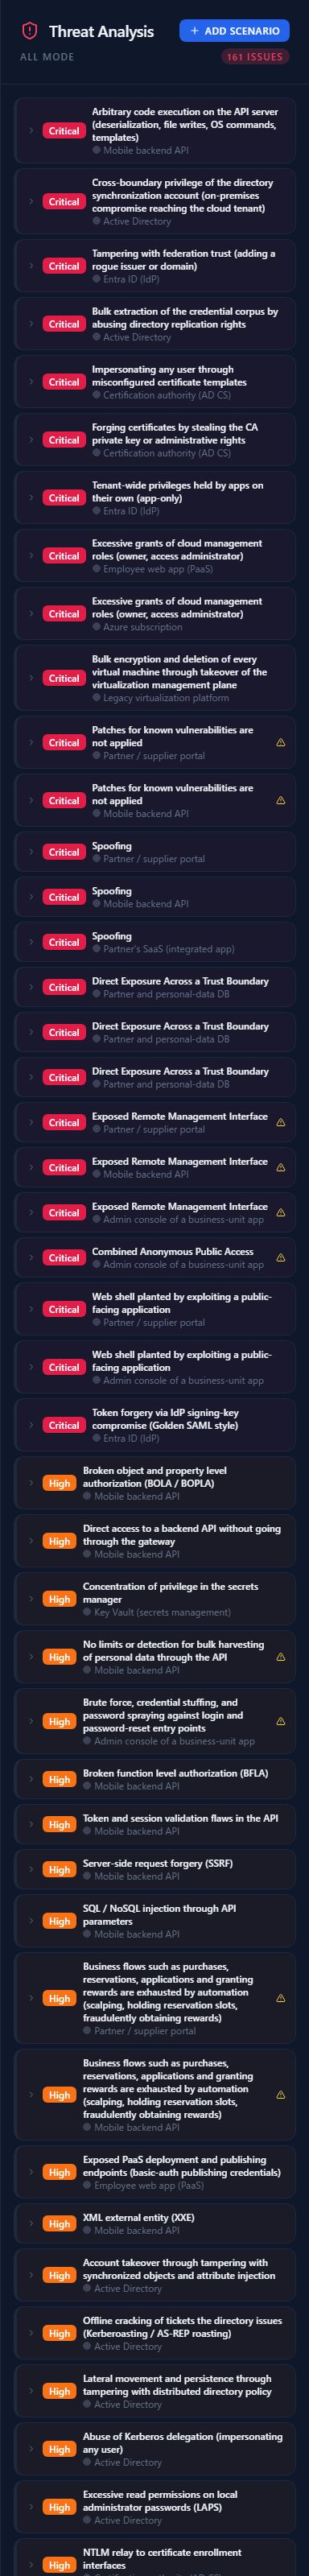 Threat Analysis
+ ADD SCENARIO
ALL MODE
161 ISSUES
Critical
Arbitrary code execution on the API server
(deserialization, file writes, OS commands,
templates)
Mobile backend API
Critical
Cross-boundary privilege of the directory
synchronization account (on-premises
compromise reaching the cloud tenant)
Active Directory
Critical
Tampering with federation trust (adding a
rogue issuer or domain)
Entra ID (IdP)
Critical
Bulk extraction of the credential corpus by
abusing directory replication rights
Active Directory
Critical
Impersonating any user through
misconfigured certificate templates
Certification authority (AD CS)
Critical
Forging certificates by stealing the CA
private key or administrative rights
Certification authority (AD CS)
Critical
Tenant-wide privileges held by apps on
their own (app-only)
Entra ID (IdP)
Critical
Excessive grants of cloud management
roles (owner, access administrator)
Employee web app (PaaS)
Critical
Excessive grants of cloud management
roles (owner, access administrator)
Azure subscription
Critical
Bulk encryption and deletion of every
virtual machine through takeover of the
virtualization management plane
Legacy virtualization platform
Critical
Patches for known vulnerabilities are
not applied
Partner / supplier portal
Critical
Patches for known vulnerabilities are
not applied
Mobile backend API
Critical
Spoofing
Partner / supplier portal
Critical
Spoofing
Mobile backend API
Critical
Spoofing
Partner's SaaS (integrated app)
Critical
Direct Exposure Across a Trust Boundary
Partner and personal-data DB
Critical
Direct Exposure Across a Trust Boundary
Partner and personal-data DB
Critical
Direct Exposure Across a Trust Boundary
Partner and personal-data DB
Critical
Exposed Remote Management Interface
Partner / supplier portal
Critical
Exposed Remote Management Interface
Mobile backend API
Critical
Exposed Remote Management Interface
Admin console of a business-unit app
Critical
Combined Anonymous Public Access
Admin console of a business-unit app
Critical
Web shell planted by exploiting a public-
facing application
Partner / supplier portal
Critical
Web shell planted by exploiting a public-
facing application
Admin console of a business-unit app
Critical
Token forgery via IdP signing-key
compromise (Golden SAML style)
Entra ID (IdP)
High
Broken object and property level
authorization (BOLA / BOPLA)
Mobile backend API
High
Direct access to a backend API without going
through the gateway
Mobile backend API
High
Concentration of privilege in the secrets
manager
Key Vault (secrets management)
High
No limits or detection for bulk harvesting
of personal data through the API
Mobile backend API
High
Brute force, credential stuffing, and
password spraying against login and
password-reset entry points
Admin console of a business-unit app
High
Broken function level authorization (BFLA)
Mobile backend API
High
Token and session validation flaws in the API
Mobile backend API
High
Server-side request forgery (SSRF)
Mobile backend API
High
SQL / NoSQL injection through API
parameters
Mobile backend API
High
Business flows such as purchases,
reservations, applications and granting
rewards are exhausted by automation
(scalping, holding reservation slots,
fraudulently obtaining rewards)
Partner / supplier portal
High
Business flows such as purchases,
reservations, applications and granting
rewards are exhausted by automation
(scalping, holding reservation slots,
fraudulently obtaining rewards)
Mobile backend API
High
Exposed PaaS deployment and publishing
endpoints (basic-auth publishing credentials)
Employee web app (PaaS)
High
XML external entity (XXE)
Mobile backend API
High
Account takeover through tampering with
synchronized objects and attribute injection
Active Directory
High
Offline cracking of tickets the directory issues
(Kerberoasting / AS-REP roasting)
Active Directory
High
Lateral movement and persistence through
tampering with distributed directory policy
Active Directory
High
Abuse of Kerberos delegation (impersonating
any user)
Active Directory
High
Excessive read permissions on local
administrator passwords (LAPS)
Active Directory
High
NTLM relay to certificate enrollment
interfaces